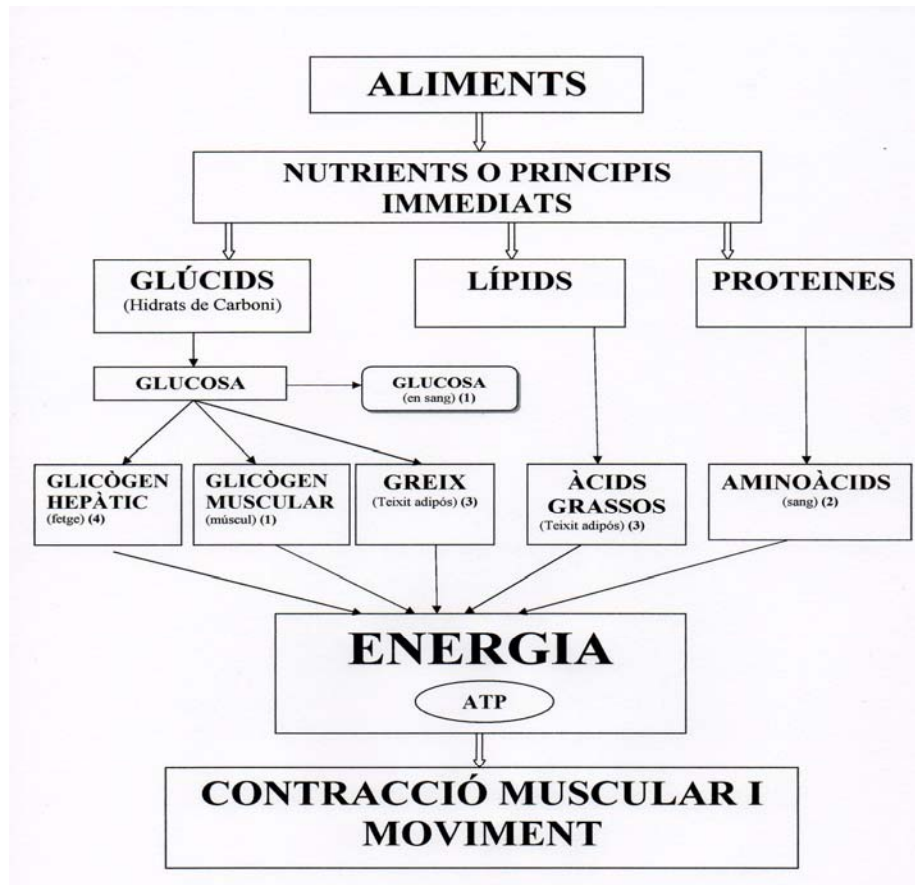 ALIMENTS
NUTRIENTS O PRINCIPIS
IMMEDIATS
GLÚCIDS
(Hidrats de Carboni)
LÍPIDS
PROTEINES
GLUCOSA
GLUCOSA
(en sang) (1)
GLICÒGEN
HEPÀTIC
(fetge) (4)
GLICÒGEN
MUSCULAR
(múscul) (1)
GREIX
(Teixit adipós) (3)
ÀCIDS
GRASSOS
(Teixit adipós) (3)
AMINOÀCIDS
(sang) (2)
ENERGIA
ATP
CONTRACCIÓ MUSCULAR I
MOVIMENT